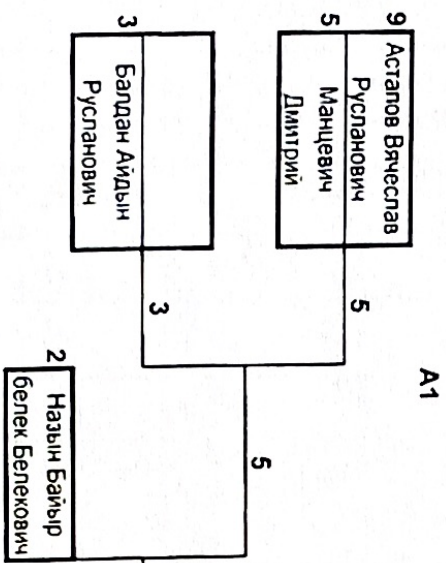 A1
9 Астапов Вячеслав
Русланович
5
5 Манцевич
Дмитрий
5
3 Балдан Айдын
Русланович
3
2 Назын Байыр
белек Белекович